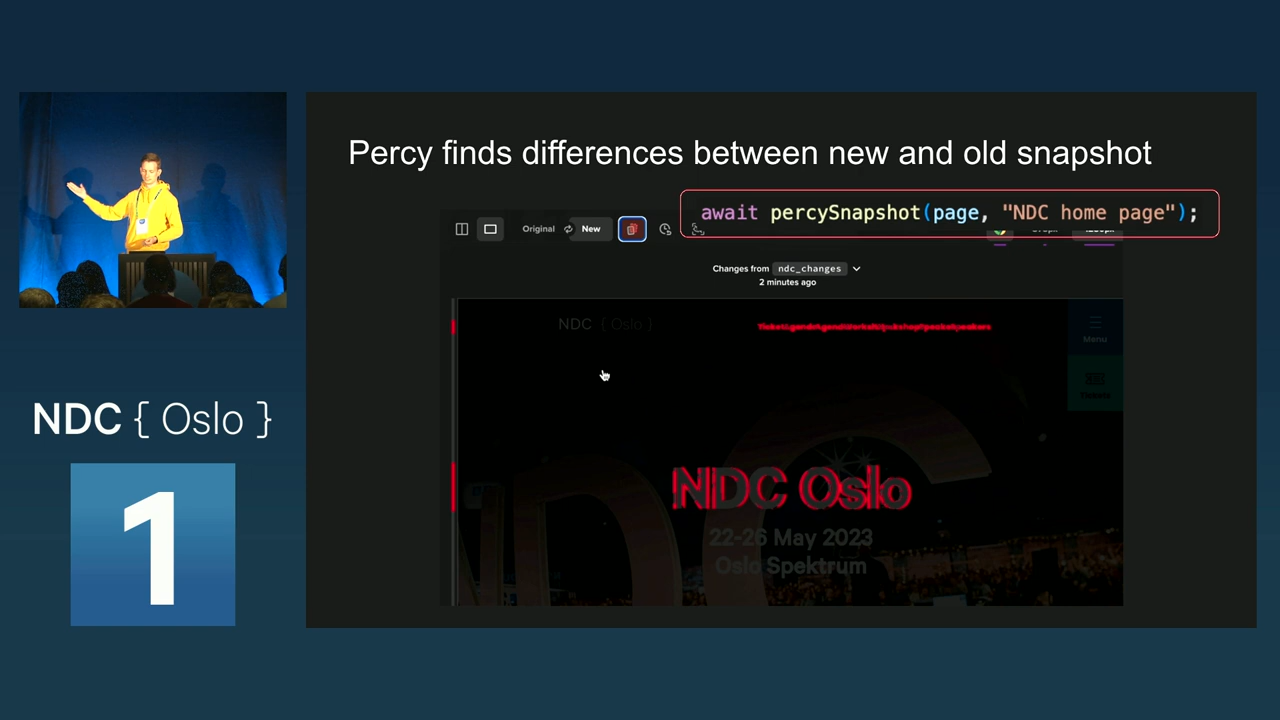 Percy finds differences between new and old snapshot
await percySnapshot(page, "NDC home page");
Original New
Changes from ndc_changes
2 minutes ago
NDC { Oslo }
Menu
NDC Oslo
22-26 May 2023
Oslo Spektrum
NDC { Oslo }
1